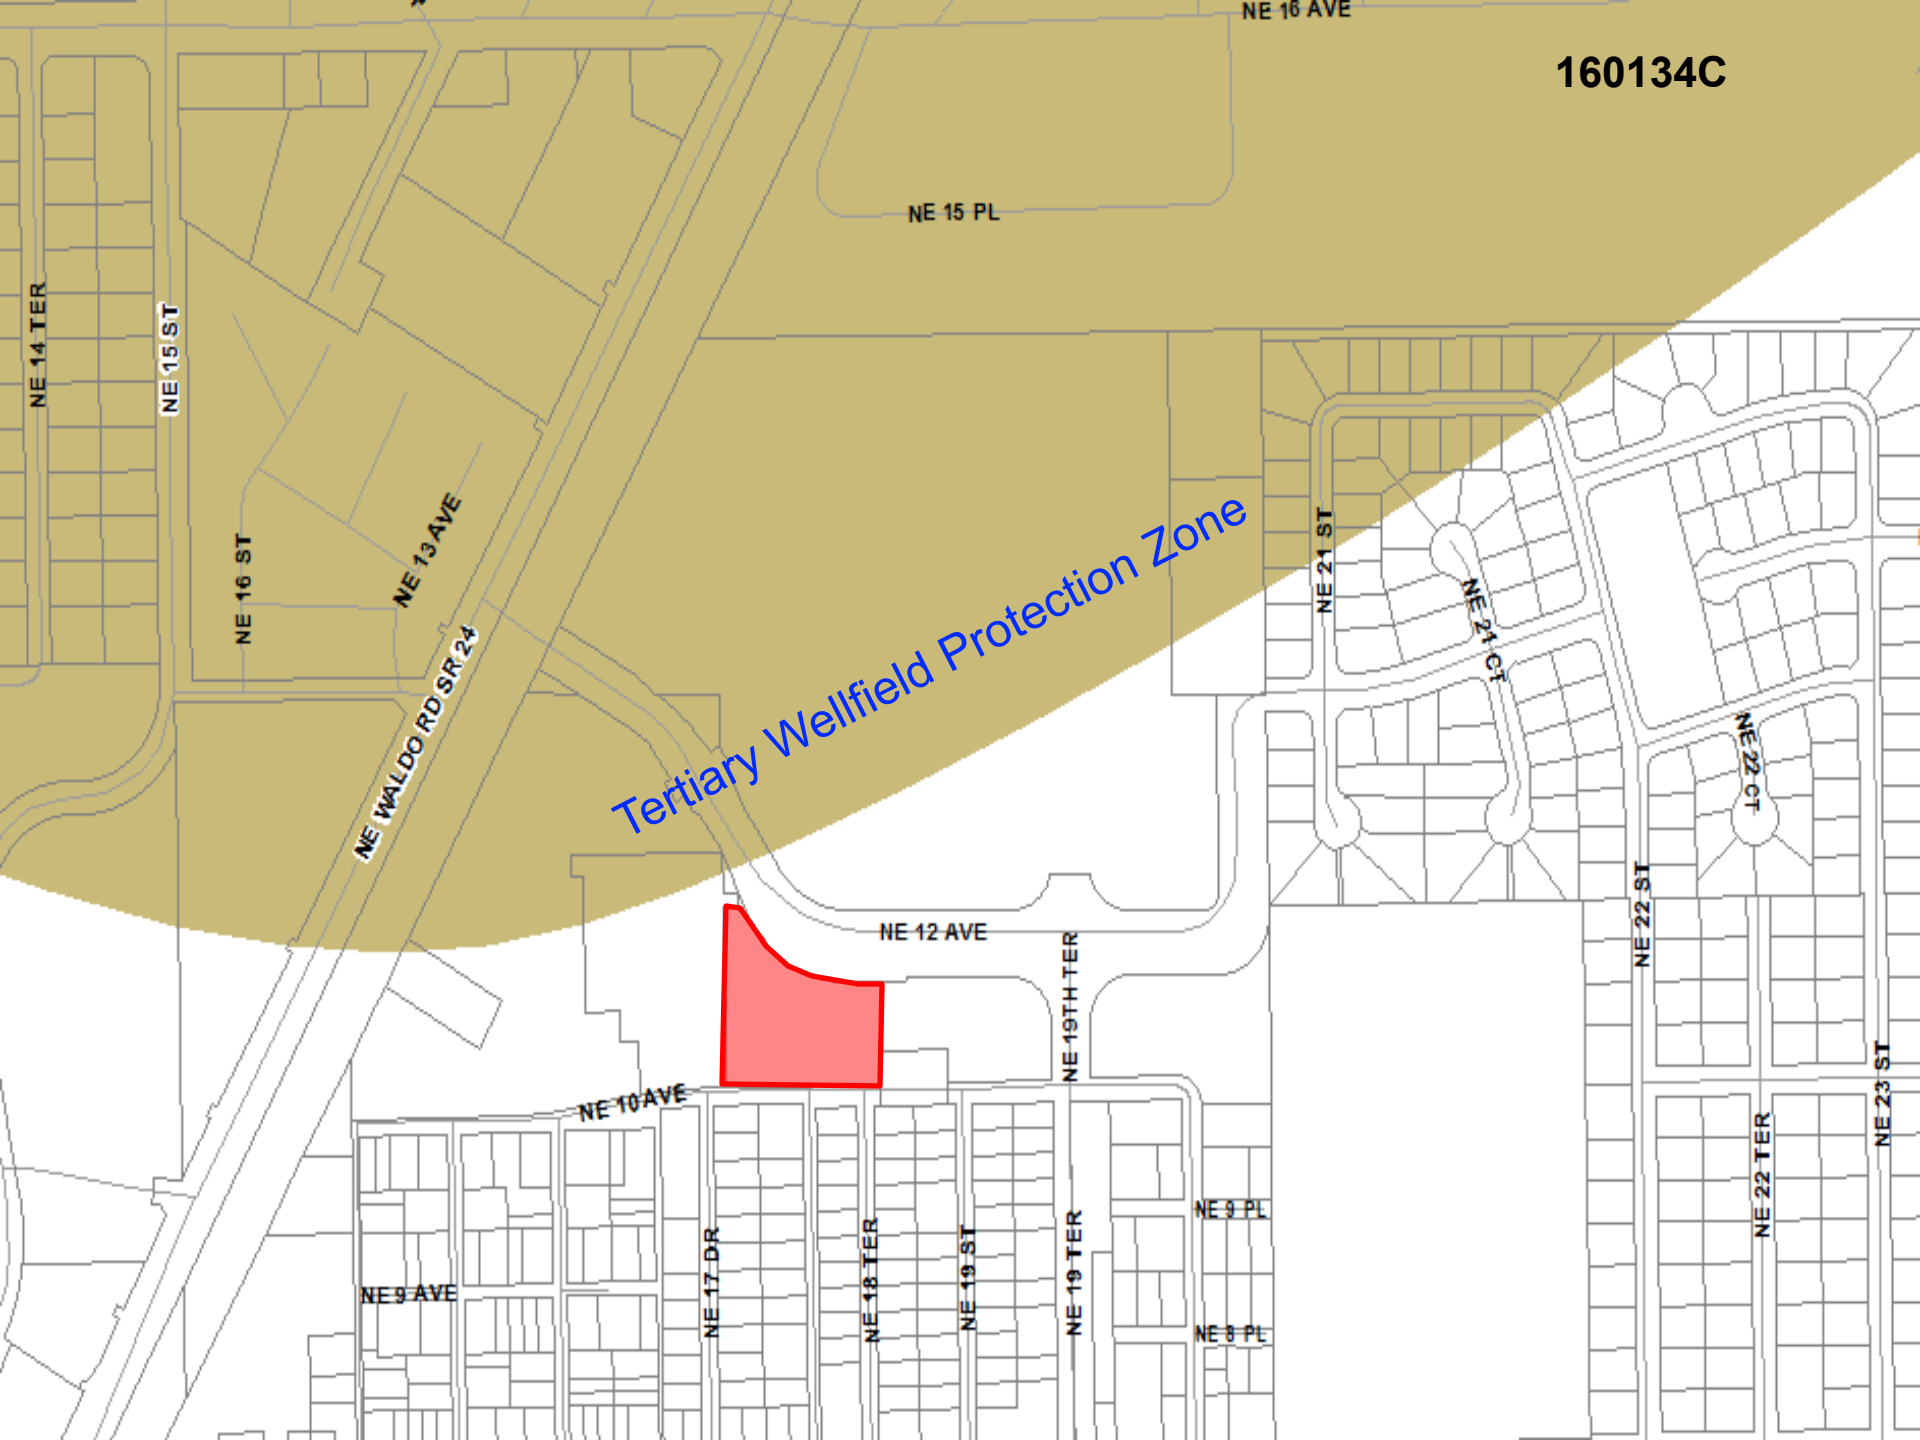 NE 16 AVE
160134C
NE 15 PL
NE 14 TER
NE 15 ST
NE 16 ST
NE 13 AVE
NE WALDO RD SR 24
Tertiary Wellfield Protection Zone
NE 21 ST
NE 21 CT
NE 22 CT
NE 12 AVE
NE 19TH TER
NE 22 ST
NE 10 AVE
NE 23 ST
NE 22 TER
NE 9 AVE
NE 17 DR
NE 18 TER
NE 19 ST
NE 19 TER
NE 9 PL
NE 8 PL